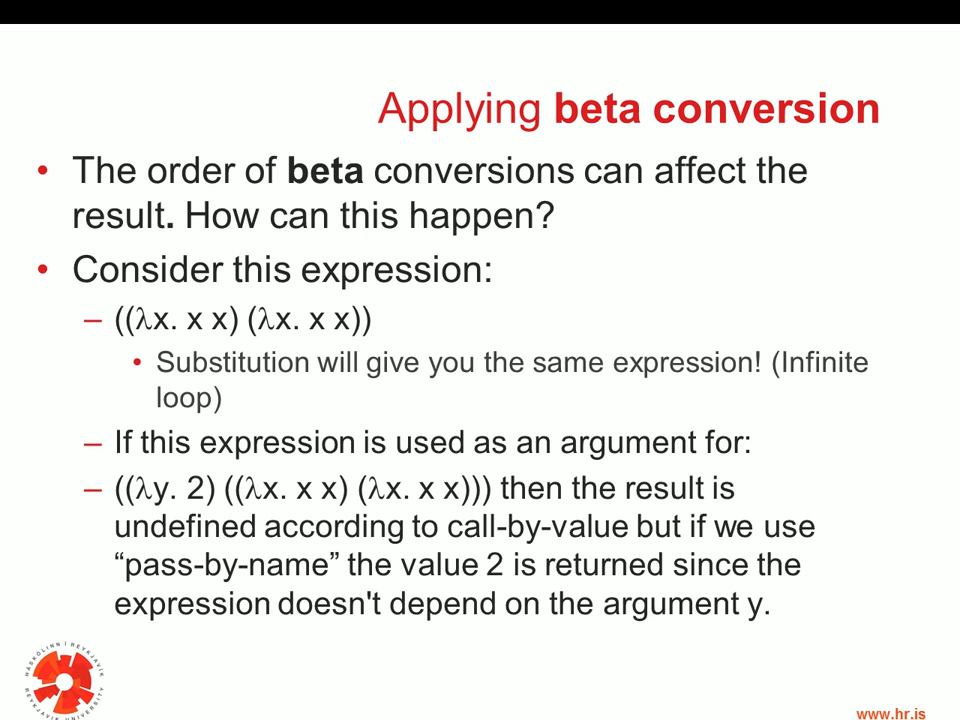 Applying beta conversion
• The order of beta conversions can affect the
result. How can this happen?
• Consider this expression:
– ((λx. x x) (λx. x x))
• Substitution will give you the same expression! (Infinite
loop)
– If this expression is used as an argument for:
– ((λy. 2) ((λx. x x) (λx. x x))) then the result is
undefined according to call-by-value but if we use
“pass-by-name” the value 2 is returned since the
expression doesn't depend on the argument y.
HÁSKÓLINN Í REYKJAVÍK
REYKJAVIK UNIVERSITY
www.hr.is